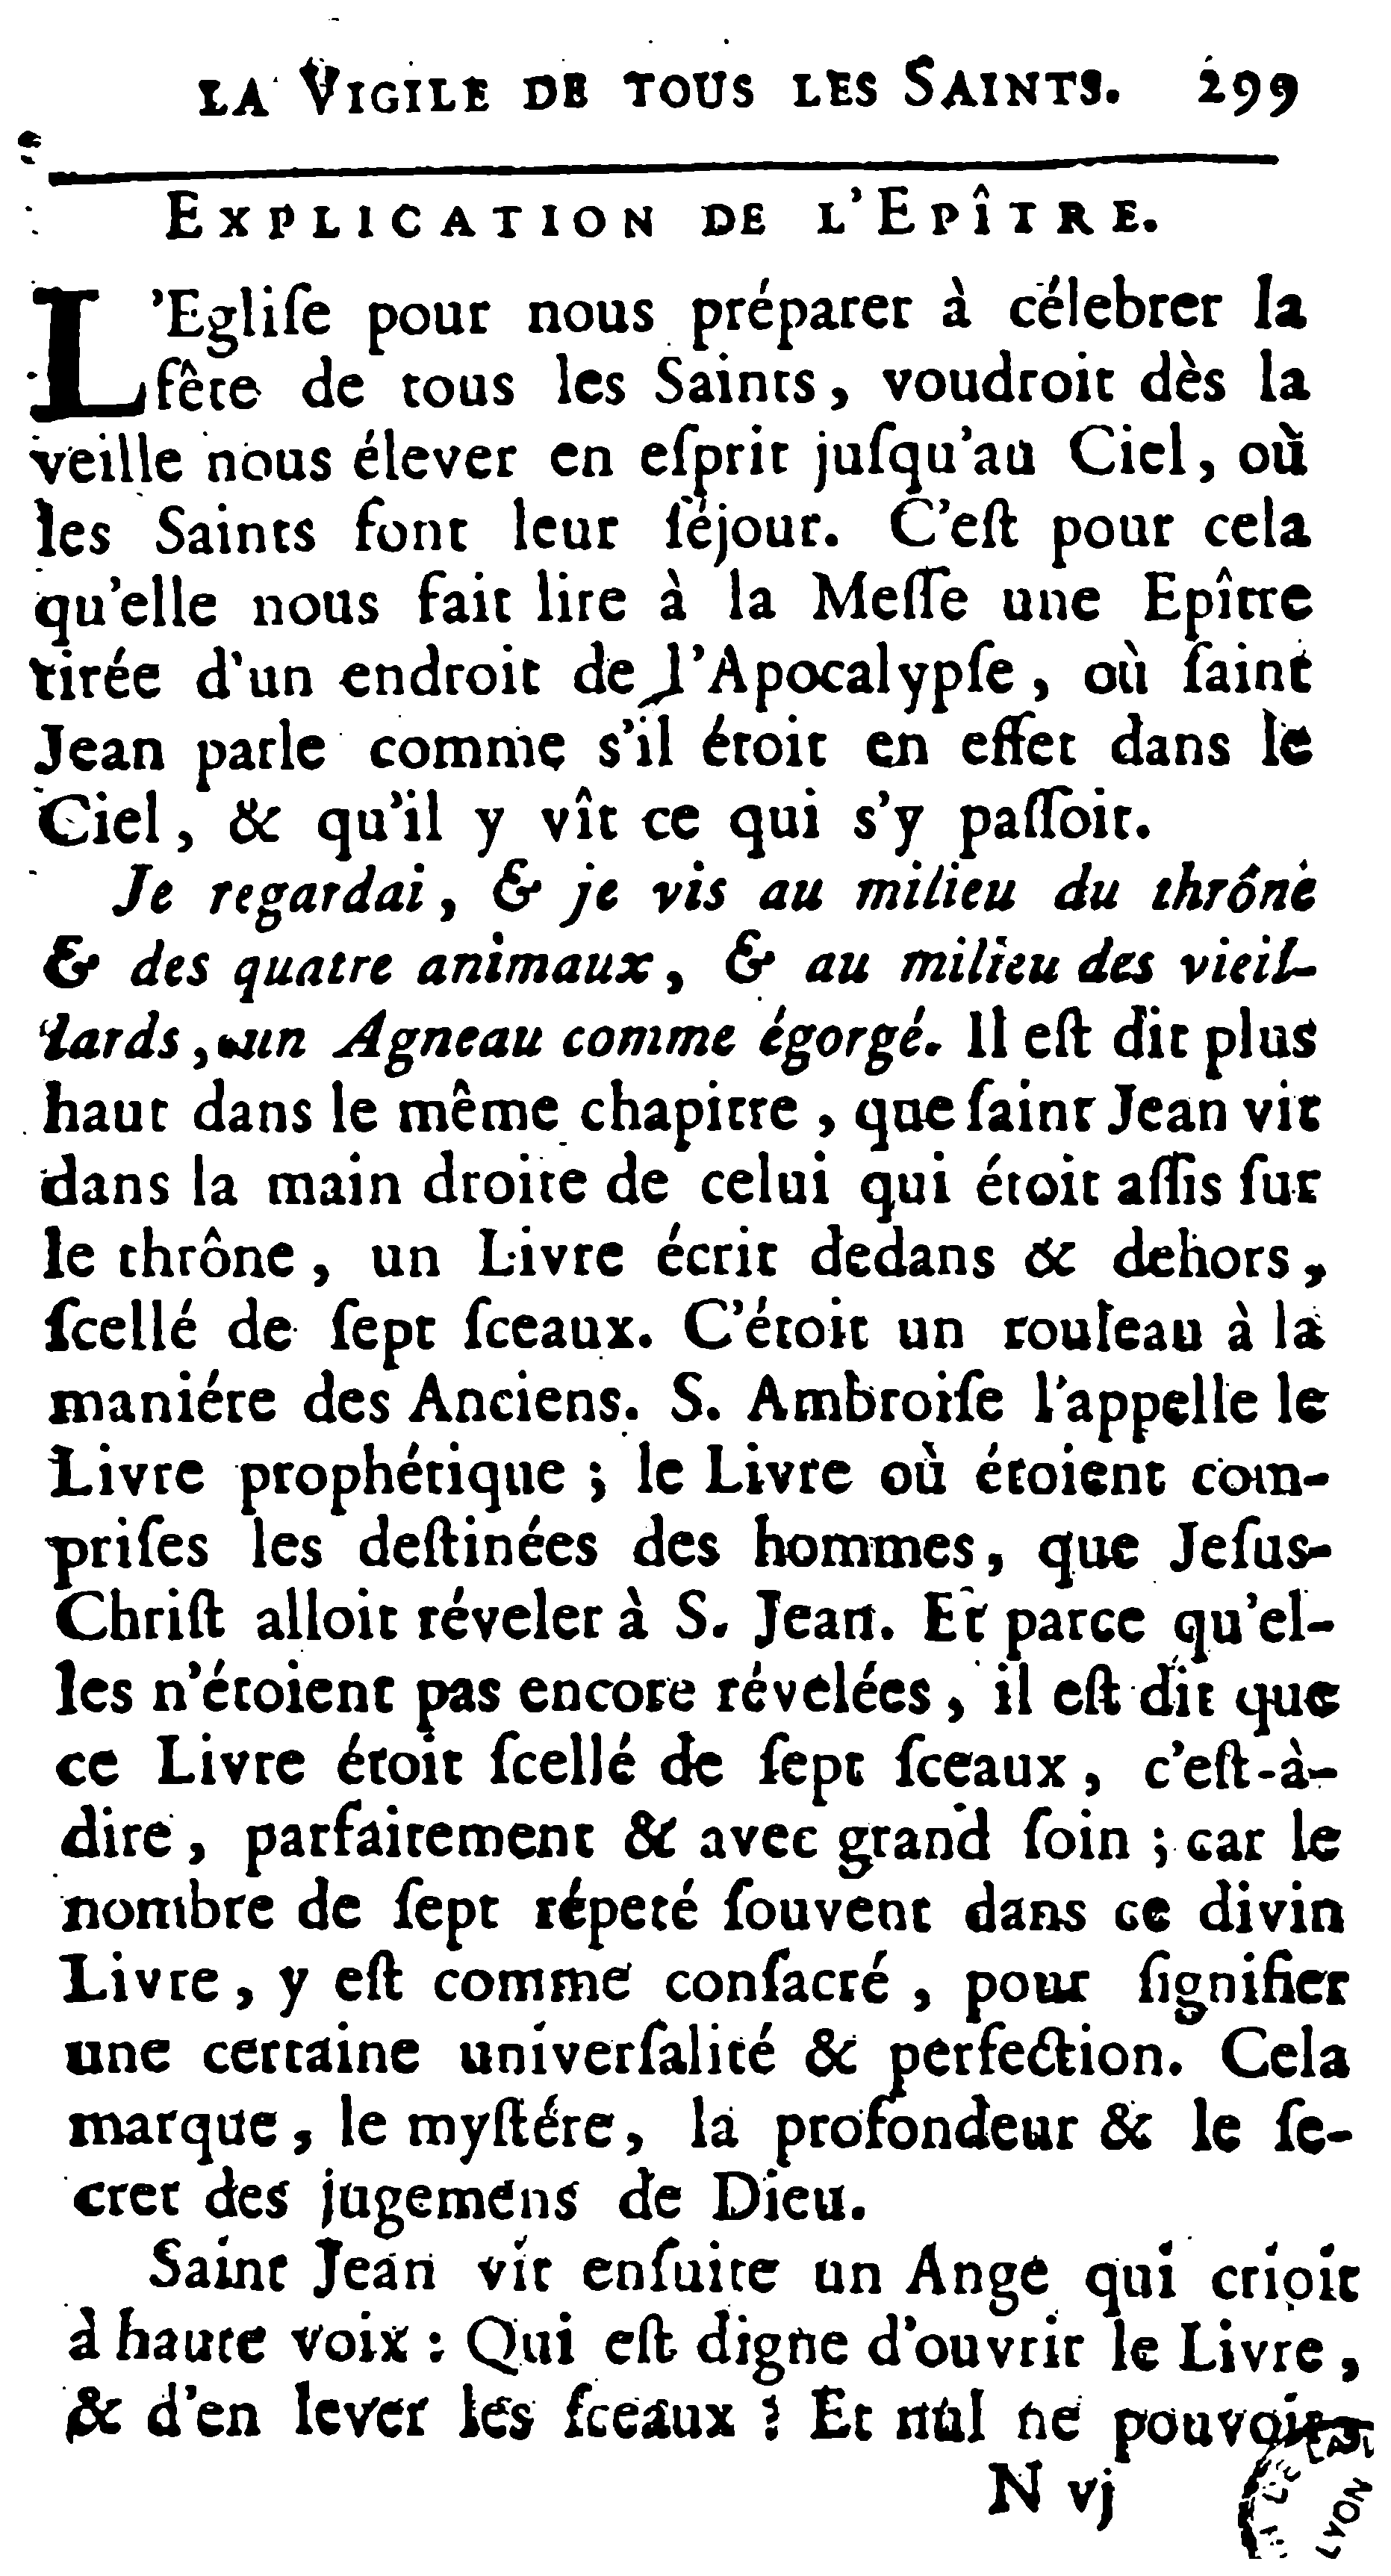 LA VIGILE DE TOUS LES SAINTS. 299
EXPLICATION DE L'EPÎTRE.
L'Egliſe pour nous préparer à célebrer la
fête de tous les Saints, voudroit dès la
veille nous élever en eſprit juſqu'au Ciel, où
les Saints font leur ſéjour. C'eſt pour cela
qu'elle nous fait lire à la Meſſe une Epître
tirée d'un endroit de l'Apocalypſe, où ſaint
Jean parle comme s'il étoit en effet dans le
Ciel, & qu'il y vît ce qui s'y paſſoit.
Je regardai, & je vis au milieu du thrône
& des quatre animaux, & au milieu des vieil-
lards, un Agneau comme égorgé. Il eſt dit plus
haut dans le même chapitre, que ſaint Jean vit
dans la main droite de celui qui étoit aſſis ſur
le thrône, un Livre écrit dedans & dehors,
ſcellé de ſept ſceaux. C'étoit un rouleau à la
maniére des Anciens. S. Ambroiſe l'appelle le
Livre prophétique ; le Livre où étoient com-
priſes les deſtinées des hommes, que Jeſus-
Chriſt alloit réveler à S. Jean. Et parce qu'el-
les n'étoient pas encore révelées, il eſt dit que
ce Livre étoit ſcellé de ſept ſceaux, c'eſt-à-
dire, parfaitement & avec grand ſoin ; car le
nombre de ſept répeté ſouvent dans ce divin
Livre, y eſt comme conſacré, pour ſignifier
une certaine univerſalité & perfection. Cela
marque, le myſtére, la profondeur & le ſe-
cret des jugemens de Dieu.
Saint Jean vit enſuite un Ange qui crioit
à haute voix : Qui eſt digne d'ouvrir le Livre,
& d'en lever les ſceaux ? Et nul ne pouvoit
N vj
LYON